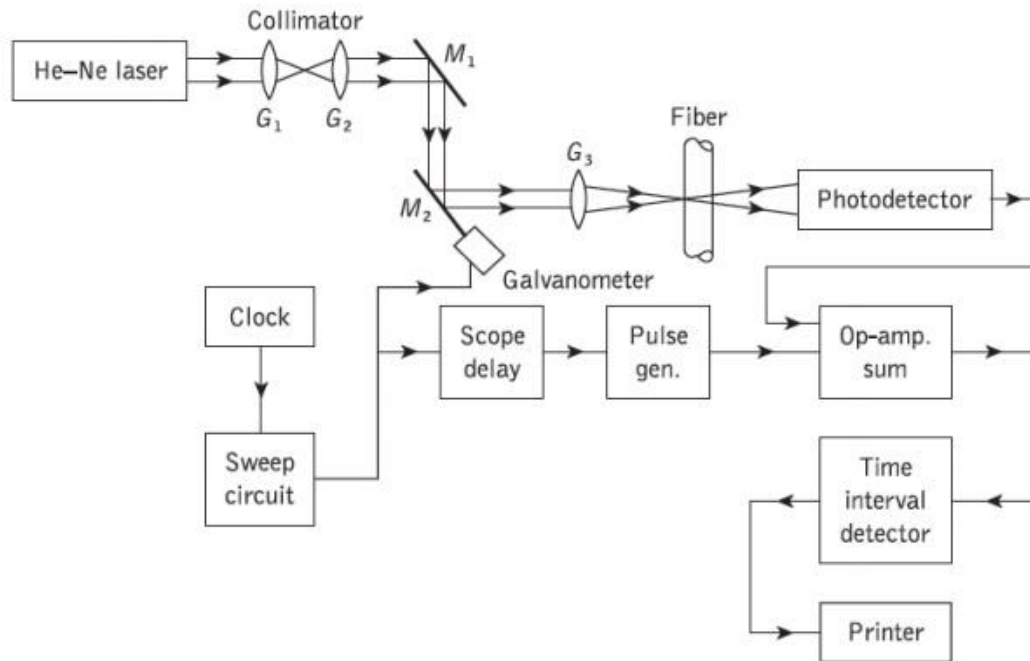 Collimator
He–Ne laser
G1
G2
M1
M2
G3
Fiber
Photodetector
Galvanometer
Clock
Scope
delay
Pulse
gen.
Op–amp.
sum
Sweep
circuit
Time
interval
detector
Printer